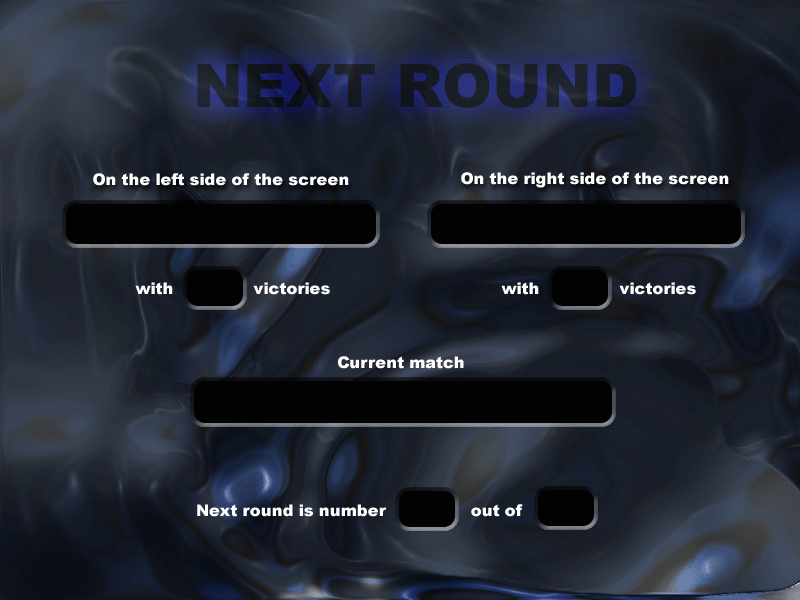 NEXT ROUND
On the left side of the screen
On the right side of the screen
with victories
with victories
Current match
Next round is number out of